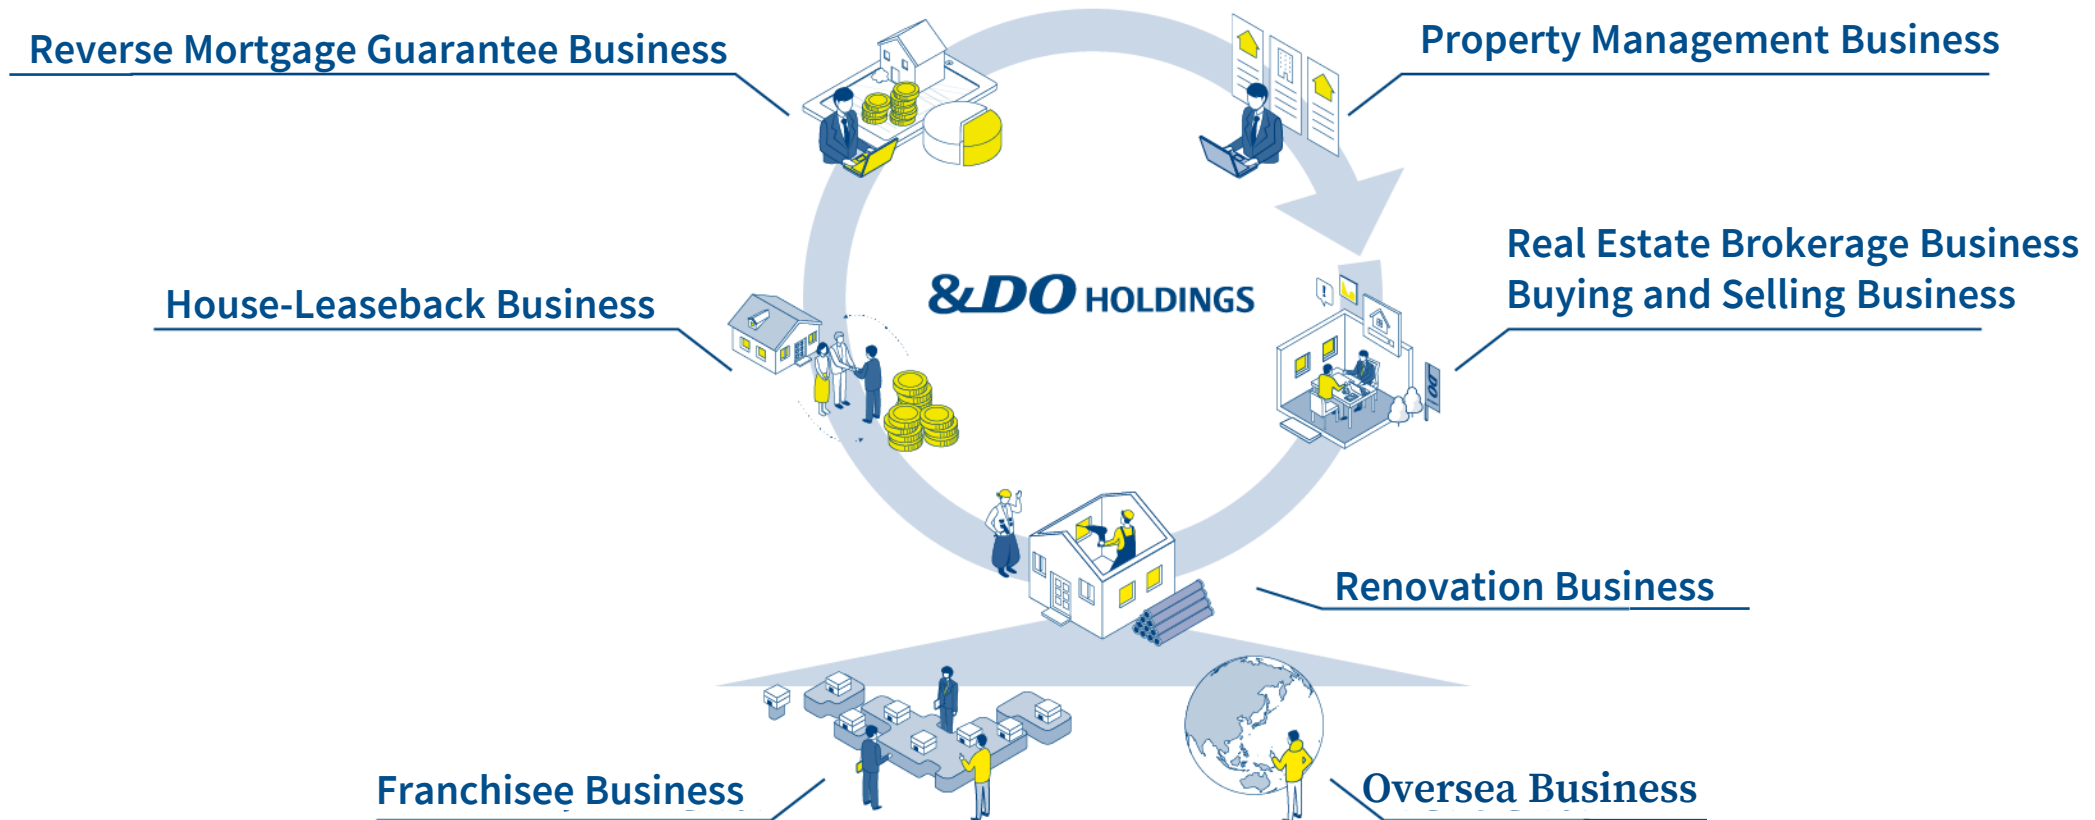 Reverse Mortgage Guarantee Business
Property Management Business
Real Estate Brokerage Business
Buying and Selling Business
House-Leaseback Business
&DO HOLDINGS
!
DO
Renovation Business
Franchisee Business
Oversea Business